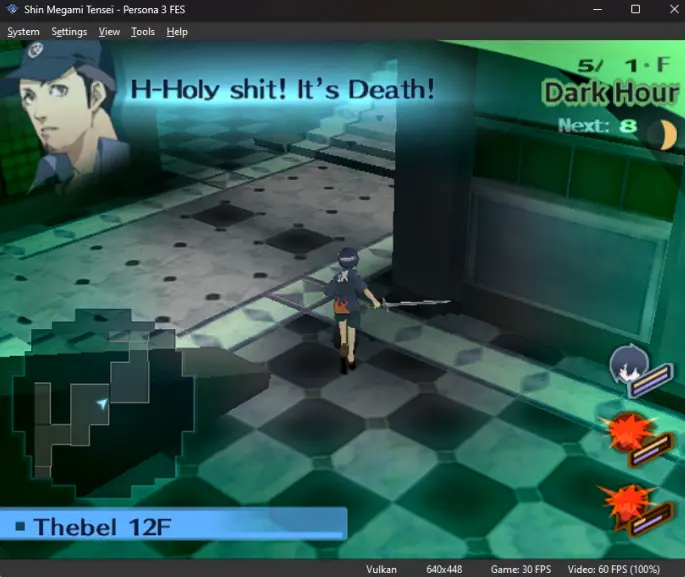 Shin Megami Tensei - Persona 3 FES
System Settings Tools Help
H-Holy shit! It's Death!
5/ 1・F
Dark Hour
Next: 8
Thebel 12F
Vulkan 640x448 Game: 30 FPS Video: 60 FPS (100%)